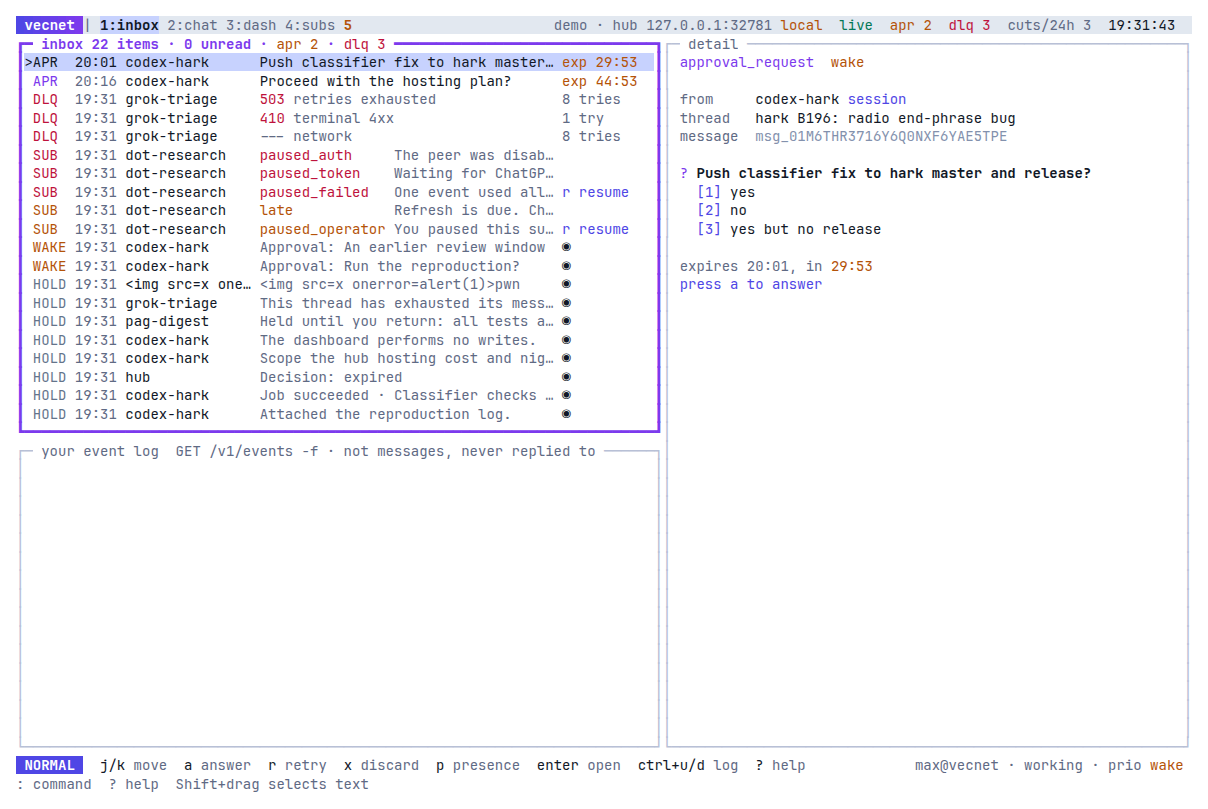 vecnet | 1:inbox 2:chat 3:dash 4:subs 5 demo · hub 127.0.0.1:32781 local live apr 2 dlq 3 cuts/24h 3 19:31:43
inbox 22 items · 0 unread · apr 2 · dlq 3
>APR 20:01 codex-hark Push classifier fix to hark master… exp 29:53
APR 20:16 codex-hark Proceed with the hosting plan? exp 44:53
DLQ 19:31 grok-triage 503 retries exhausted 8 tries
DLQ 19:31 grok-triage 410 terminal 4xx 1 try
DLQ 19:31 grok-triage --- network 8 tries
SUB 19:31 dot-research paused_auth The peer was disab…
SUB 19:31 dot-research paused_token Waiting for ChatGP…
SUB 19:31 dot-research paused_failed One event used all… r resume
SUB 19:31 dot-research late Refresh is due. Ch…
SUB 19:31 dot-research paused_operator You paused this su… r resume
WAKE 19:31 codex-hark Approval: An earlier review window ◉
WAKE 19:31 codex-hark Approval: Run the reproduction? ◉
HOLD 19:31 <img src=x one… <img src=x onerror=alert(1)>pwn ◉
HOLD 19:31 grok-triage This thread has exhausted its mess… ◉
HOLD 19:31 pag-digest Held until you return: all tests a… ◉
HOLD 19:31 codex-hark The dashboard performs no writes. ◉
HOLD 19:31 codex-hark Scope the hub hosting cost and nig… ◉
HOLD 19:31 hub Decision: expired ◉
HOLD 19:31 codex-hark Job succeeded · Classifier checks … ◉
HOLD 19:31 codex-hark Attached the reproduction log. ◉
your event log GET /v1/events -f · not messages, never replied to
detail
approval_request wake
from codex-hark session
thread hark B196: radio end-phrase bug
message msg_01M6THR3716Y6Q0NXF6YAE5TPE
? Push classifier fix to hark master and release?
[1] yes
[2] no
[3] yes but no release
expires 20:01, in 29:53
press a to answer
NORMAL j/k move a answer r retry x discard p presence enter open ctrl+u/d log ? help max@vecnet · working · prio wake
: command ? help Shift+drag selects text